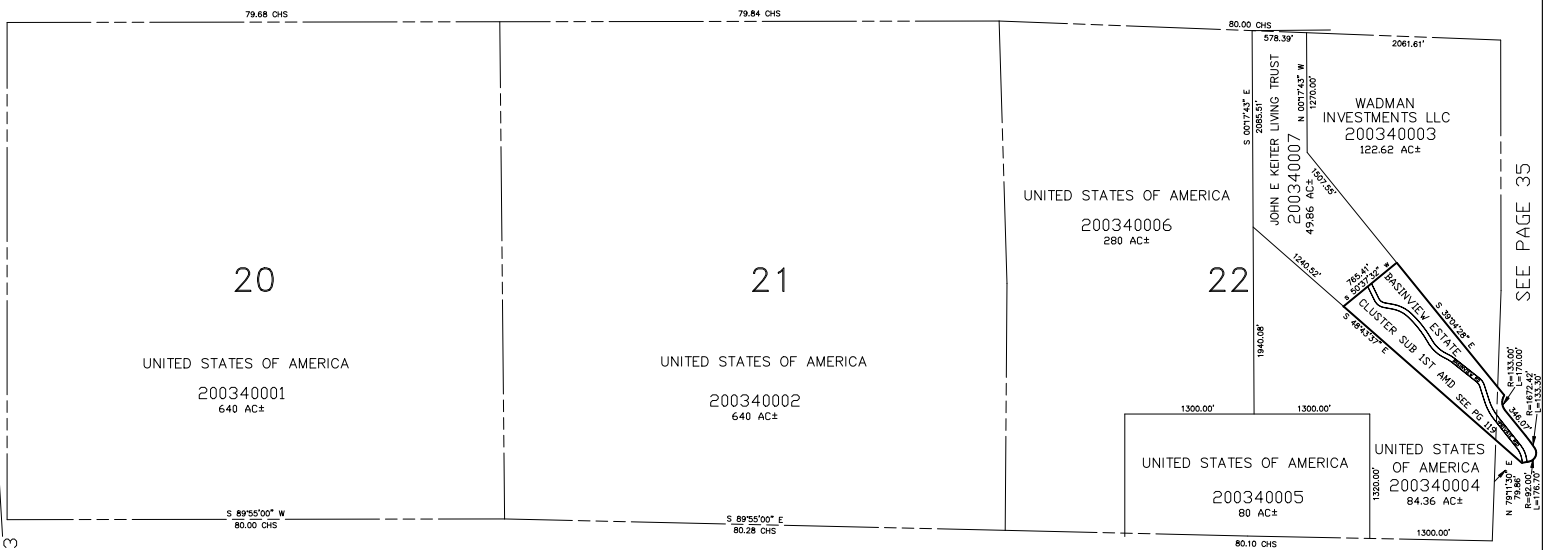 79.68 CHS
79.84 CHS
80.00 CHS
578.39'
2061.61'
20
UNITED STATES OF AMERICA
200340001
640 AC±
S 89°55'00" W
80.00 CHS
21
UNITED STATES OF AMERICA
200340002
640 AC±
S 89°55'00" E
80.28 CHS
UNITED STATES OF AMERICA
200340006
280 AC±
22
S 00°17'43" E
2085.51'
JOHN E KEITER LIVING TRUST
200340007
49.86 AC±
N 00°17'43" W
1270.00'
WADMAN
INVESTMENTS LLC
200340003
122.62 AC±
1507.55'
1240.52'
765.41'
S 50°37'32" W
BASINVIEW ESTATE
CLUSTER SUB 1ST AMD SEE PG 119
S 39°04'28" E
S 48°43'37" E
1940.08'
SEE PAGE 35
R=133.00'
L=170.00'
R=1672.42'
L=133.30'
346.07'
1300.00'
1300.00'
UNITED STATES OF AMERICA
200340005
80 AC±
1320.00'
UNITED STATES
OF AMERICA
200340004
84.36 AC±
N 79°11'30" E
79.86'
R=92.00'
L=176.70'
1300.00'
80.10 CHS
3